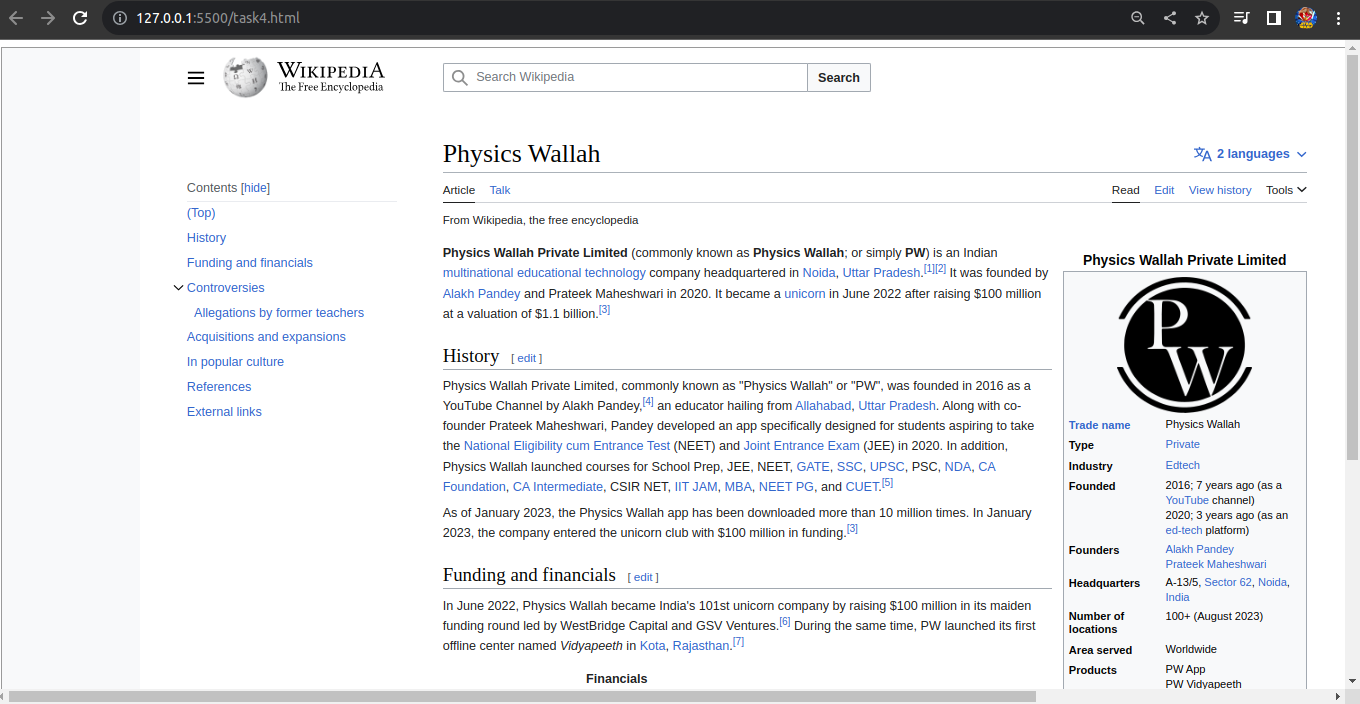 127.0.0.1:5500/task4.html
WIKIPEDIA
The Free Encyclopedia
Search Wikipedia
Search
Physics Wallah
2 languages
Contents [hide]
(Top)
History
Funding and financials
Controversies
Allegations by former teachers
Acquisitions and expansions
In popular culture
References
External links
Article Talk
Read Edit View history Tools
From Wikipedia, the free encyclopedia
Physics Wallah Private Limited (commonly known as Physics Wallah; or simply PW) is an Indian
multinational educational technology company headquartered in Noida, Uttar Pradesh.[1][2] It was founded by
Alakh Pandey and Prateek Maheshwari in 2020. It became a unicorn in June 2022 after raising $100 million
at a valuation of $1.1 billion.[3]
History [ edit ]
Physics Wallah Private Limited, commonly known as "Physics Wallah" or "PW", was founded in 2016 as a
YouTube Channel by Alakh Pandey,[4] an educator hailing from Allahabad, Uttar Pradesh. Along with co-
founder Prateek Maheshwari, Pandey developed an app specifically designed for students aspiring to take
the National Eligibility cum Entrance Test (NEET) and Joint Entrance Exam (JEE) in 2020. In addition,
Physics Wallah launched courses for School Prep, JEE, NEET, GATE, SSC, UPSC, PSC, NDA, CA
Foundation, CA Intermediate, CSIR NET, IIT JAM, MBA, NEET PG, and CUET.[5]
As of January 2023, the Physics Wallah app has been downloaded more than 10 million times. In January
2023, the company entered the unicorn club with $100 million in funding.[3]
Funding and financials [ edit ]
In June 2022, Physics Wallah became India's 101st unicorn company by raising $100 million in its maiden
funding round led by WestBridge Capital and GSV Ventures.[6] During the same time, PW launched its first
offline center named Vidyapeeth in Kota, Rajasthan.[7]
Financials
Physics Wallah Private Limited
P
W
Trade name Physics Wallah
Type Private
Industry Edtech
Founded 2016; 7 years ago (as a
YouTube channel)
2020; 3 years ago (as an
ed-tech platform)
Founders Alakh Pandey
Prateek Maheshwari
Headquarters A-13/5, Sector 62, Noida,
India
Number of 100+ (August 2023)
locations
Area served Worldwide
Products PW App
PW Vidyapeeth